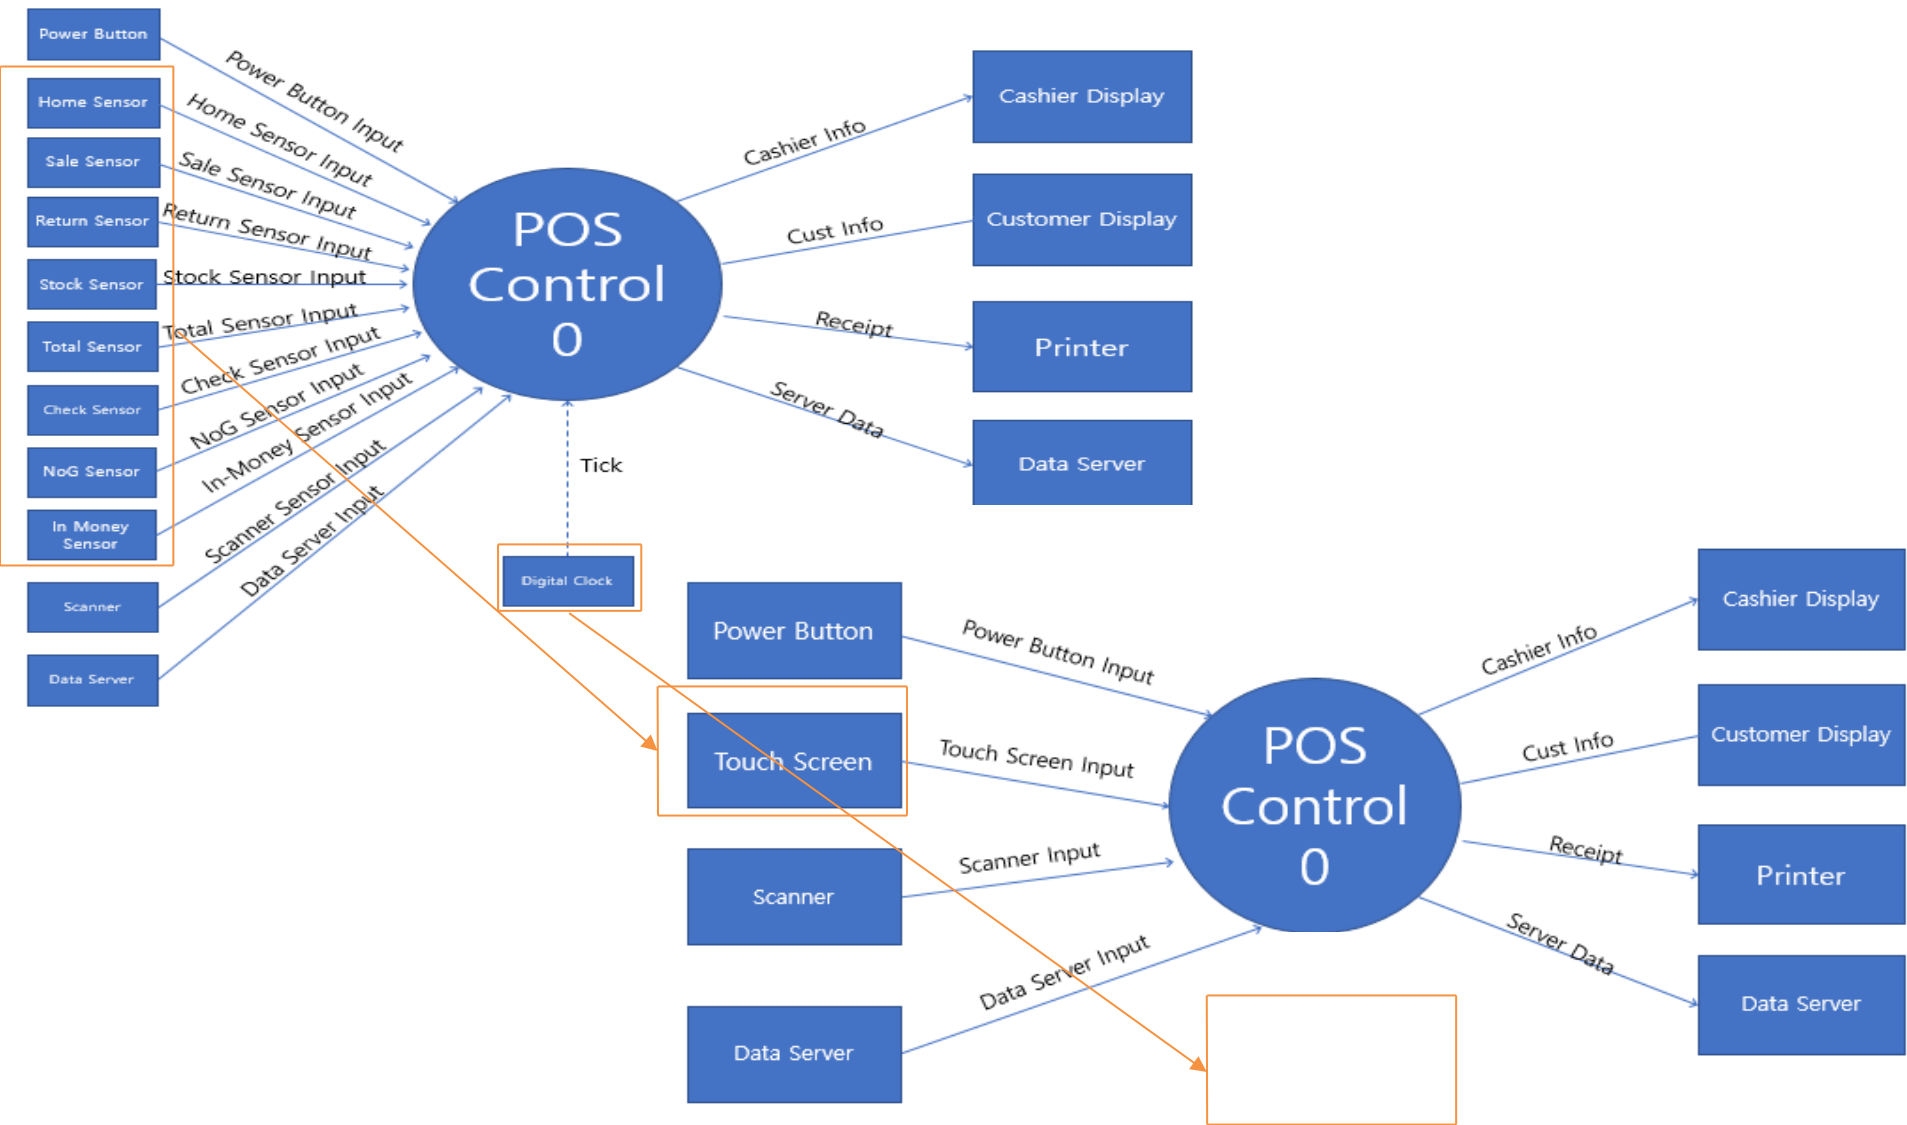 Power Button
Home Sensor
Sale Sensor
Return Sensor
Stock Sensor
Total Sensor
Check Sensor
NoG Sensor
In Money
Sensor
Scanner
Data Server
Power Button Input
Home Sensor Input
Sale Sensor Input
Return Sensor Input
Stock Sensor Input
Total Sensor Input
Check Sensor Input
NoG Sensor Input
In-Money Sensor Input
Scanner Sensor Input
Data Server Input
POS
Control
0
Tick
Digital Clock
Cashier Info
Cust Info
Receipt
Server Data
Cashier Display
Customer Display
Printer
Data Server
Power Button
Touch Screen
Scanner
Data Server
Power Button Input
Touch Screen Input
Scanner Input
Data Server Input
POS
Control
0
Cashier Info
Cust Info
Receipt
Server Data
Cashier Display
Customer Display
Printer
Data Server